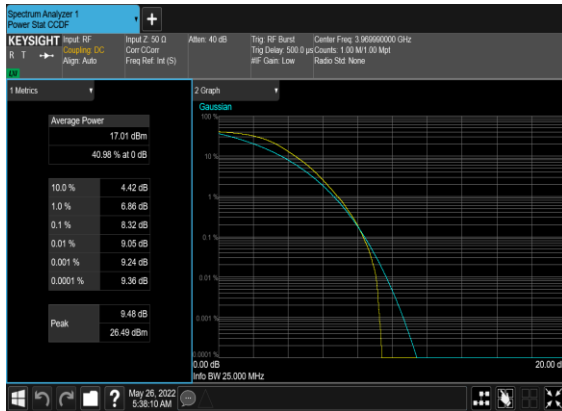 Spectrum Analyzer 1
Power Stat CCDF
+
KEYSIGHT
R T
Input: RF
Coupling: DC
Align: Auto
Input Z: 50 Ω
Corr CCorr
Freq Ref: Int (S)
Atten: 40 dB
Trig: RF Burst
Trig Delay: 500.0 µs
#IF Gain: Low
Center Freq: 3.969990000 GHz
Counts: 1.00 M/1.00 Mpt
Radio Std: None
1 Metrics
Average Power
17.01 dBm
40.98 % at 0 dB
10.0 % 4.42 dB
1.0 % 6.86 dB
0.1 % 8.32 dB
0.01 % 9.05 dB
0.001 % 9.24 dB
0.0001 % 9.36 dB
Peak
9.48 dB
26.49 dBm
2 Graph
Gaussian
100 %
10 %
1 %
0.1 %
0.01 %
0.001 %
0.0001 %
0.00 dB
20.00 d
Info BW 25.000 MHz
?
May 26, 2022
5:38:10 AM